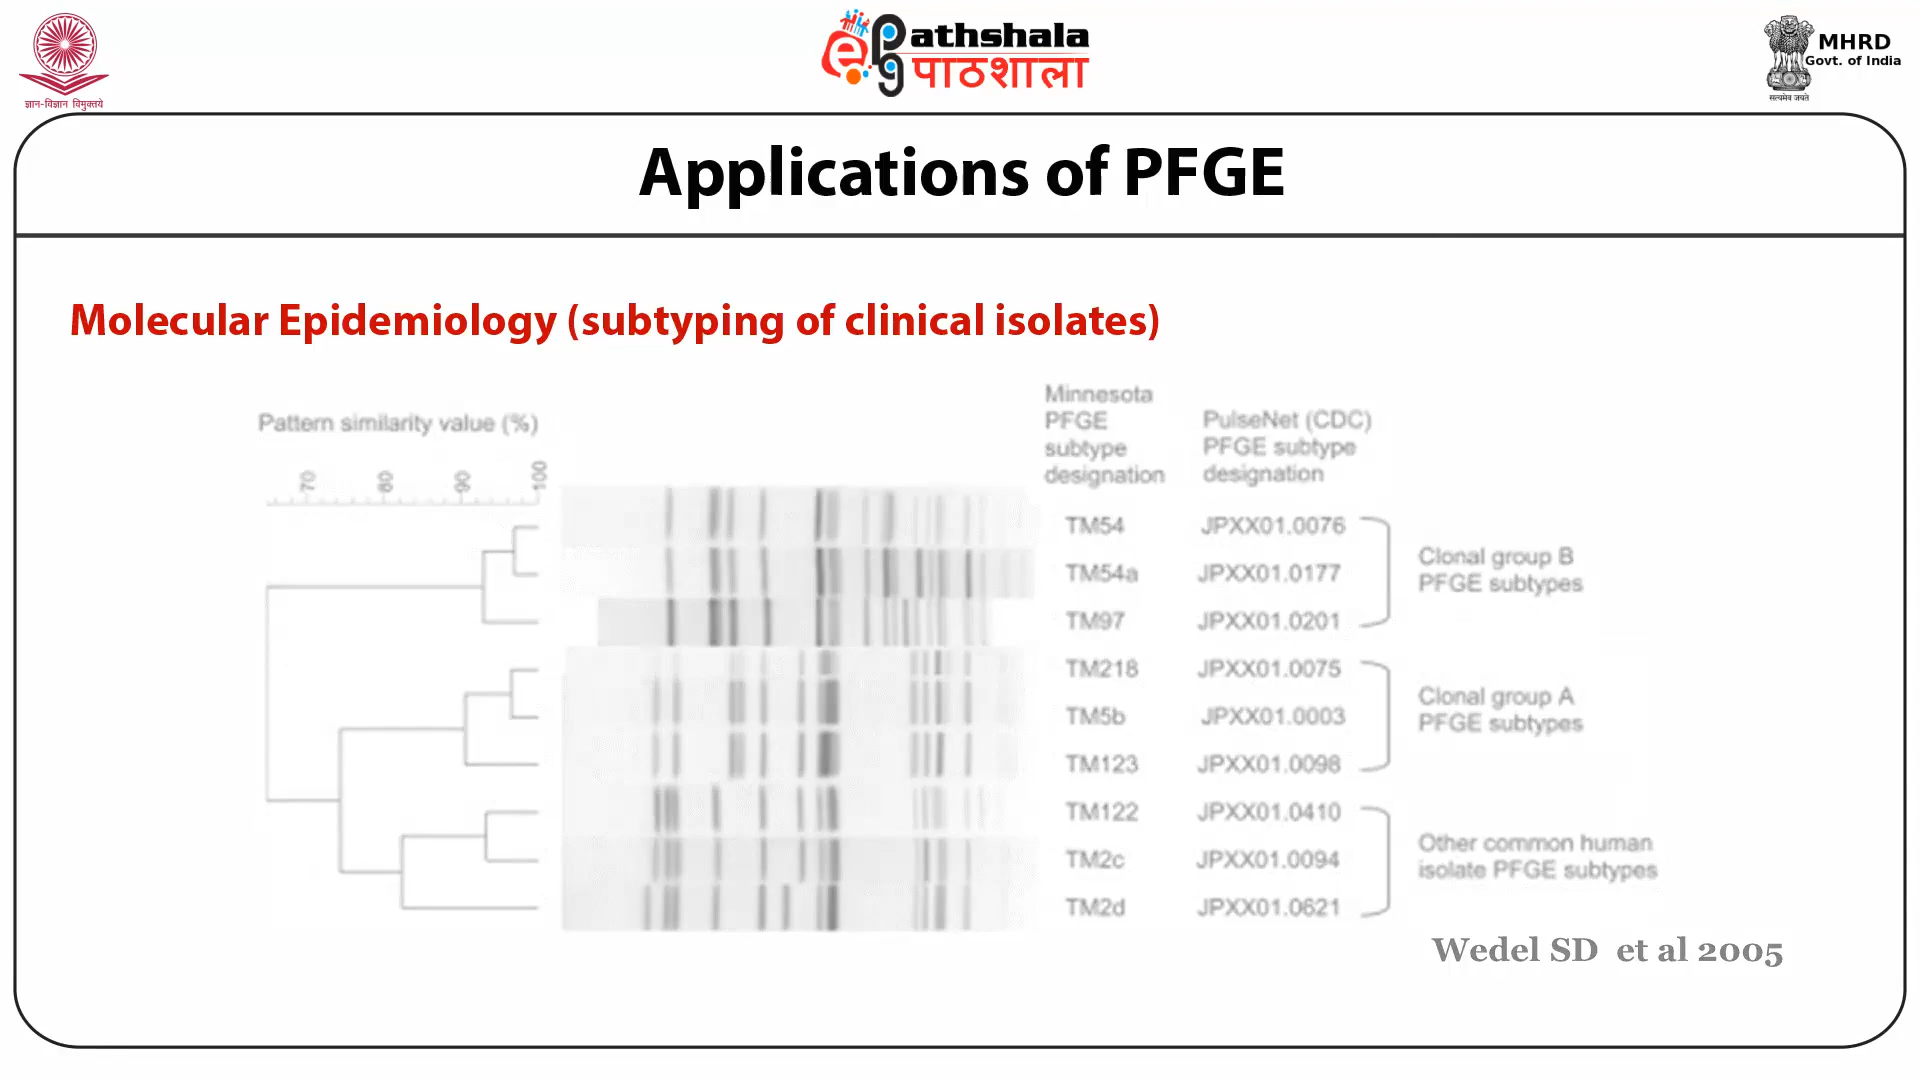 ज्ञान-विज्ञान विमुक्तये
ePathshala
पाठशाला
MHRD
Govt. of India
सत्यमेव जयते
Applications of PFGE
Molecular Epidemiology (subtyping of clinical isolates)
Pattern similarity value (%)
70 80 90 100
Minnesota
PFGE
subtype
designation
PulseNet (CDC)
PFGE subtype
designation
TM54 JPXX01.0076
TM54a JPXX01.0177
TM97 JPXX01.0201
Clonal group B
PFGE subtypes
TM218 JPXX01.0075
TM5b JPXX01.0003
TM123 JPXX01.0098
Clonal group A
PFGE subtypes
TM122 JPXX01.0410
TM2c JPXX01.0094
TM2d JPXX01.0621
Other common human
isolate PFGE subtypes
Wedel SD et al 2005